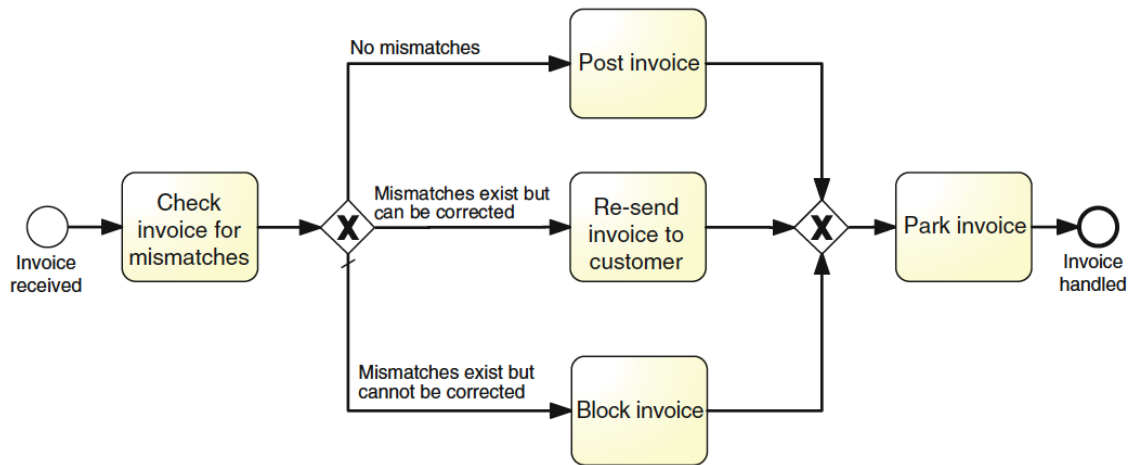 No mismatches
Post invoice
Check
invoice for
mismatches
X
Mismatches exist but
can be corrected
Re-send
invoice to
customer
X
Park invoice
Invoice
received
Invoice
handled
Mismatches exist but
cannot be corrected
Block invoice